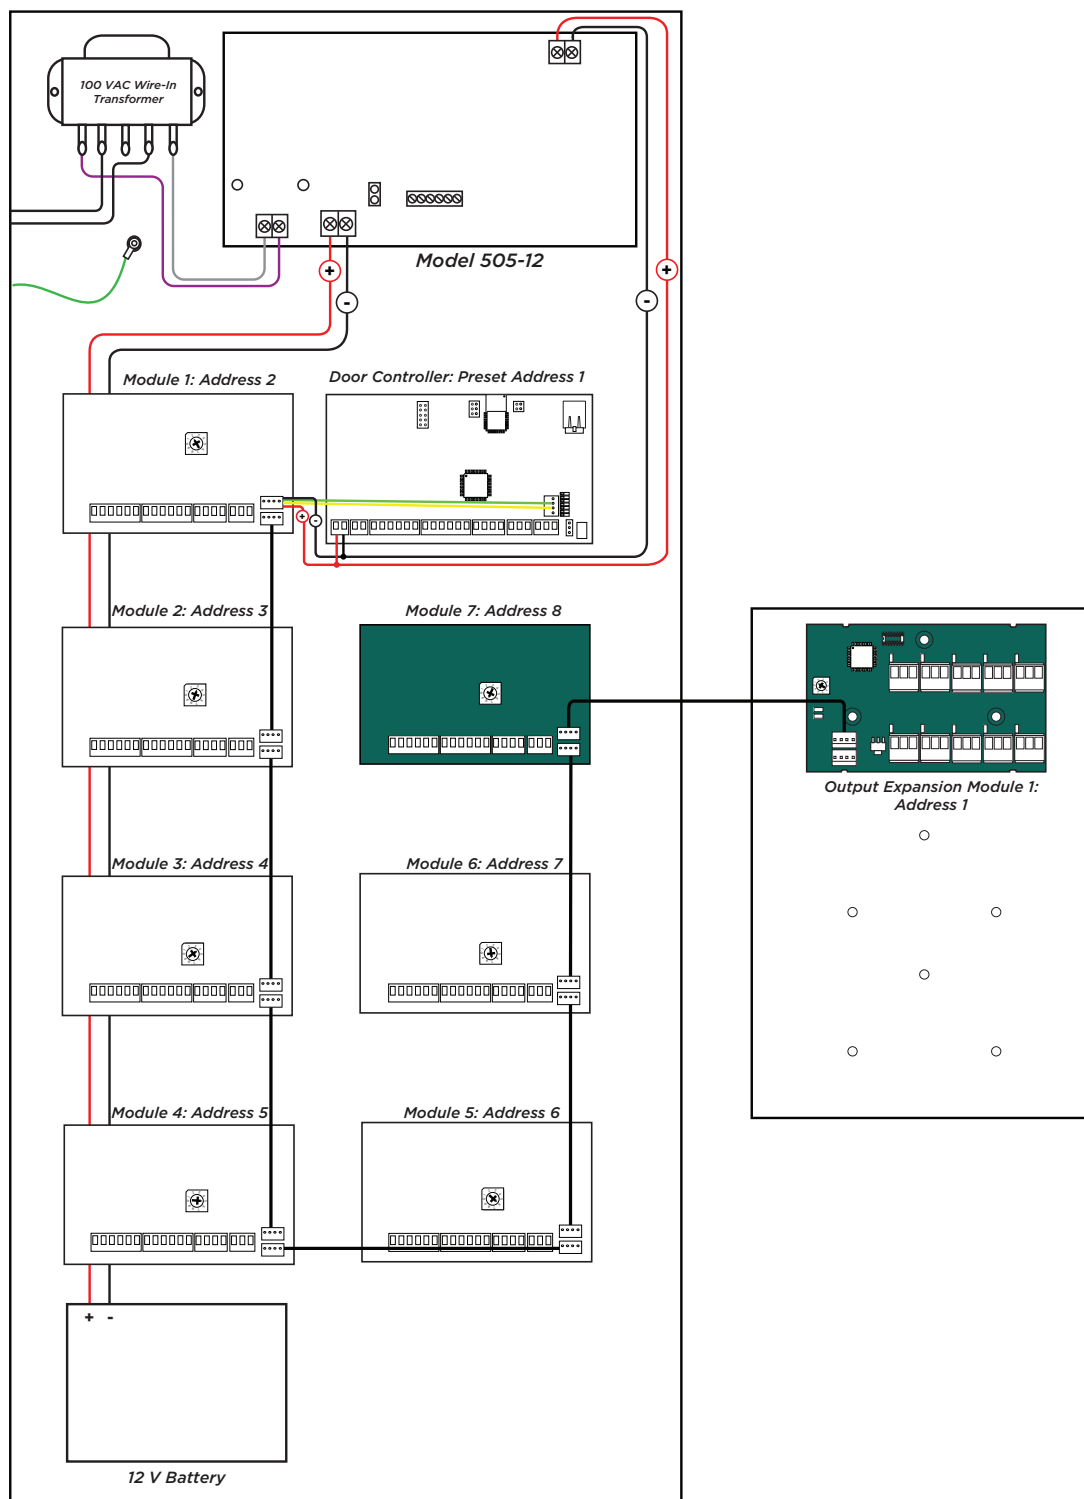 100 VAC Wire-In
Transformer
Model 505-12
+
+
-
-
Module 1: Address 2
Door Controller: Preset Address 1
+
-
Module 2: Address 3
Module 7: Address 8
Output Expansion Module 1:
Address 1
Module 3: Address 4
Module 6: Address 7
Module 4: Address 5
Module 5: Address 6
+ -
12 V Battery